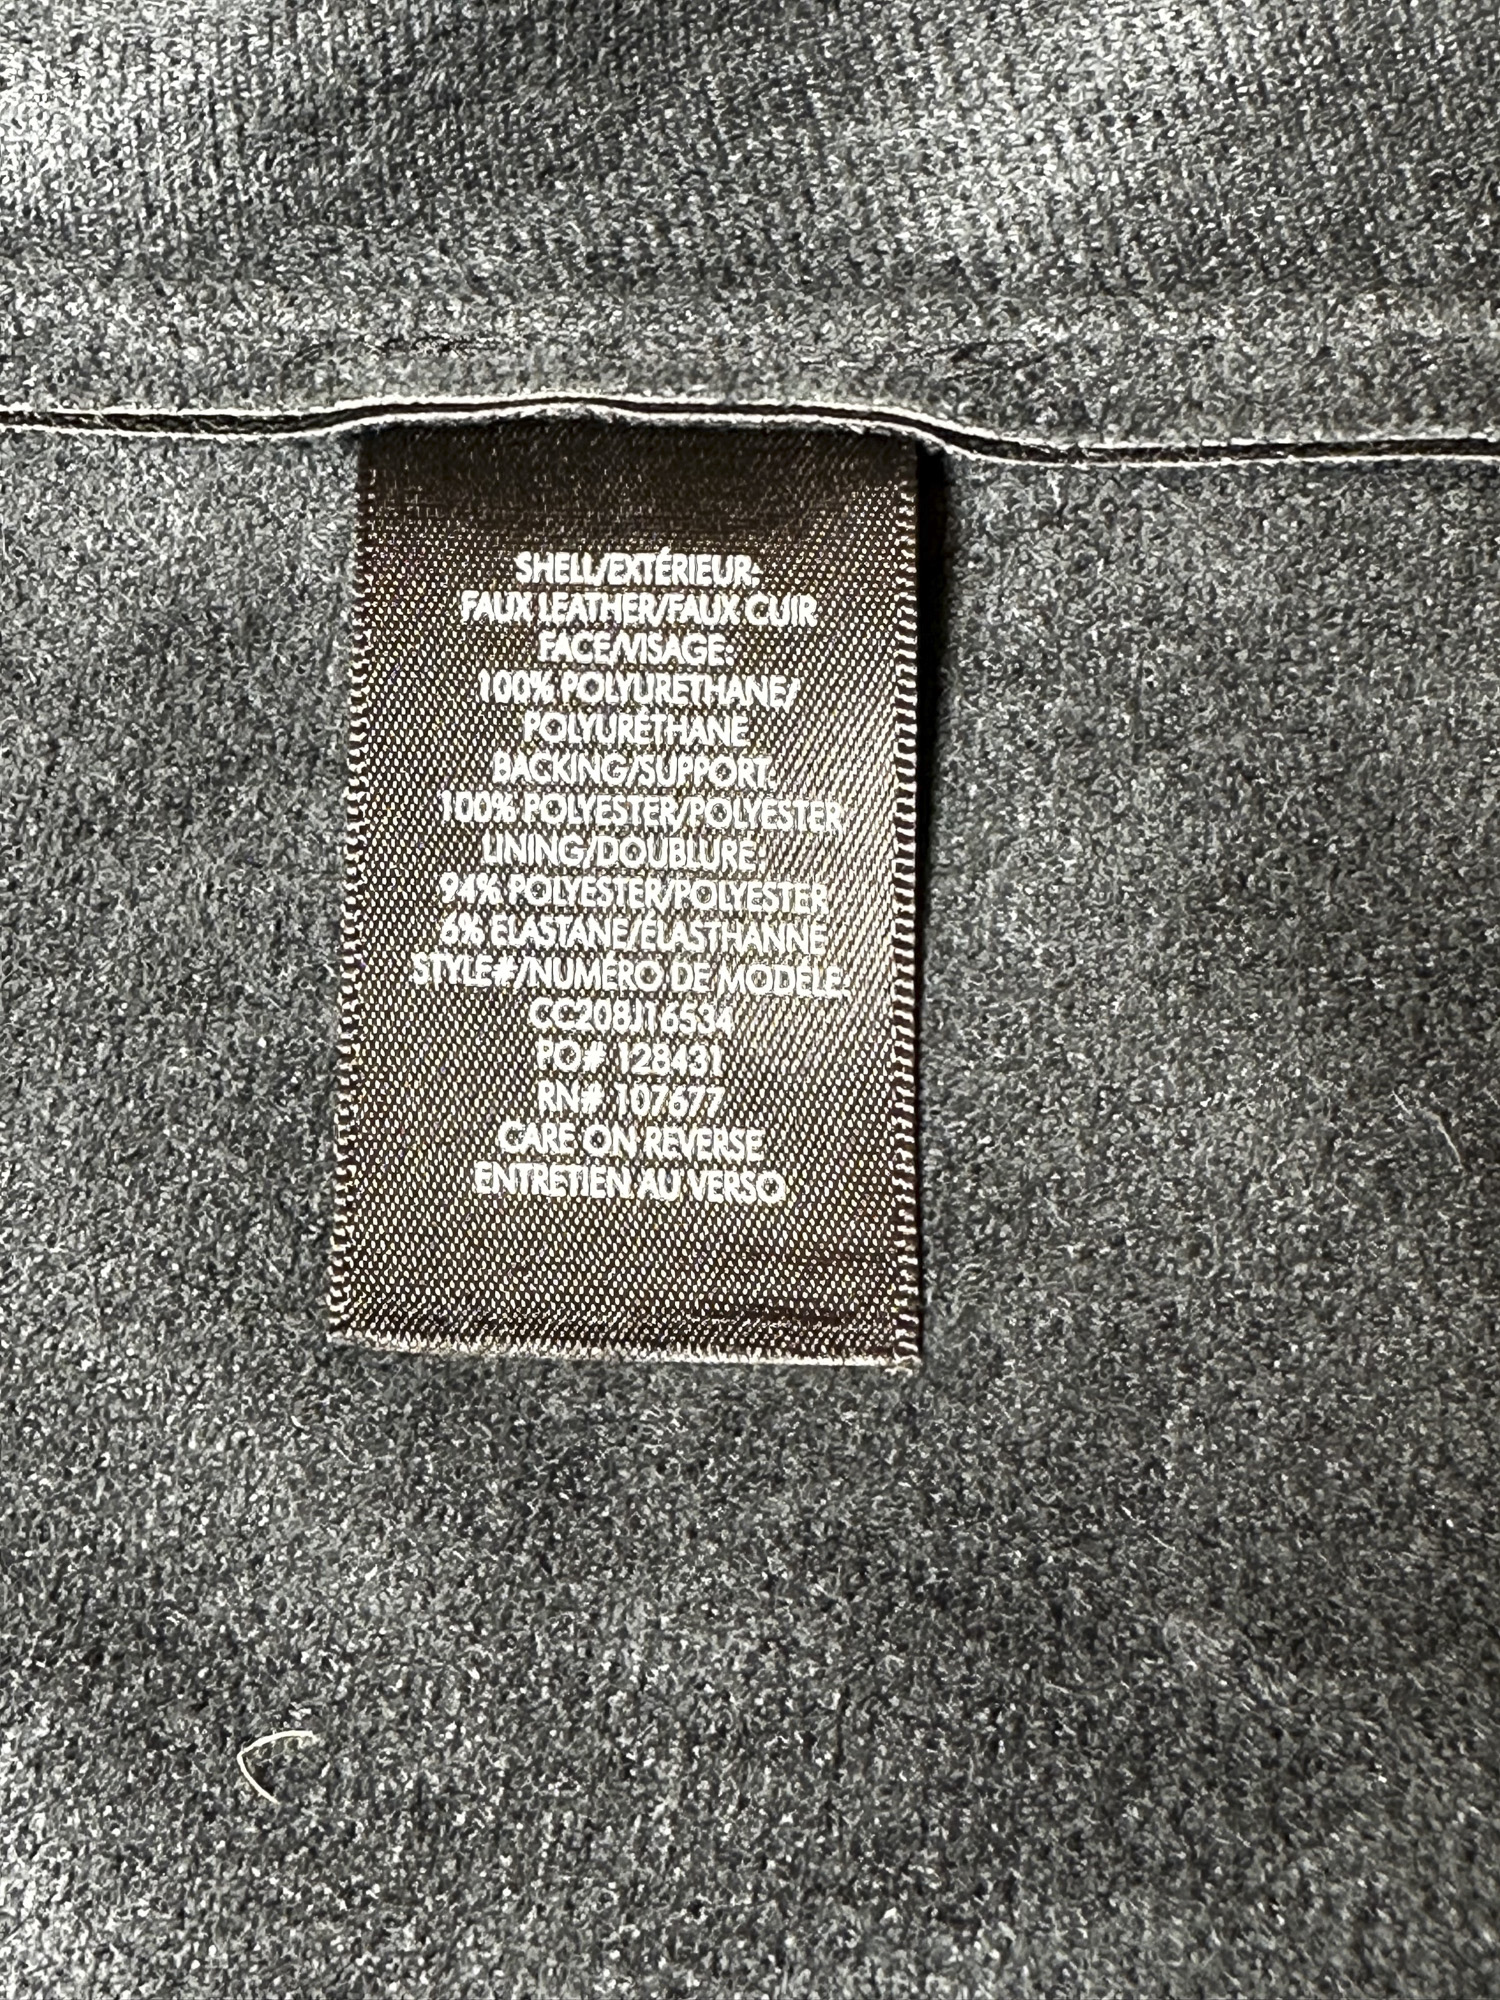 SHELL/EXTÉRIEUR:
FAUX LEATHER/FAUX CUIR
FACE/VISAGE:
100% POLYURETHANE/
POLYURÉTHANE
BACKING/SUPPORT:
100% POLYESTER/POLYESTER
LINING/DOUBLURE:
94% POLYESTER/POLYESTER
6% ELASTANE/ÉLASTHANNE
STYLE#/NUMÉRO DE MODÈLE:
CC208J16534
PO# 128431
RN# 107677
CARE ON REVERSE
ENTRETIEN AU VERSO